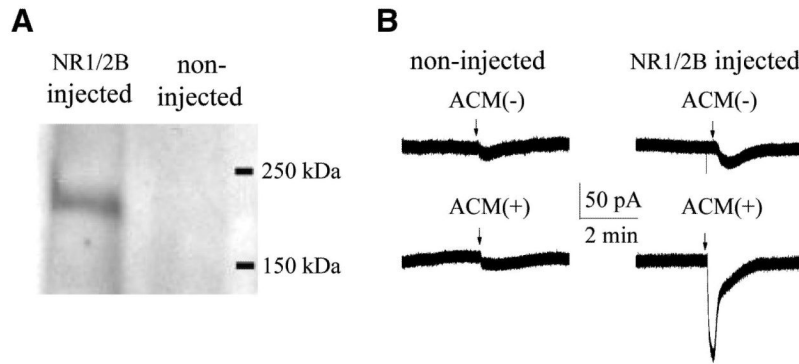 A
NR1/2B
injected
non-
injected
250 kDa
150 kDa
B
non-injected
NR1/2B injected
ACM(-)
ACM(-)
50 pA
2 min
ACM(+)
ACM(+)